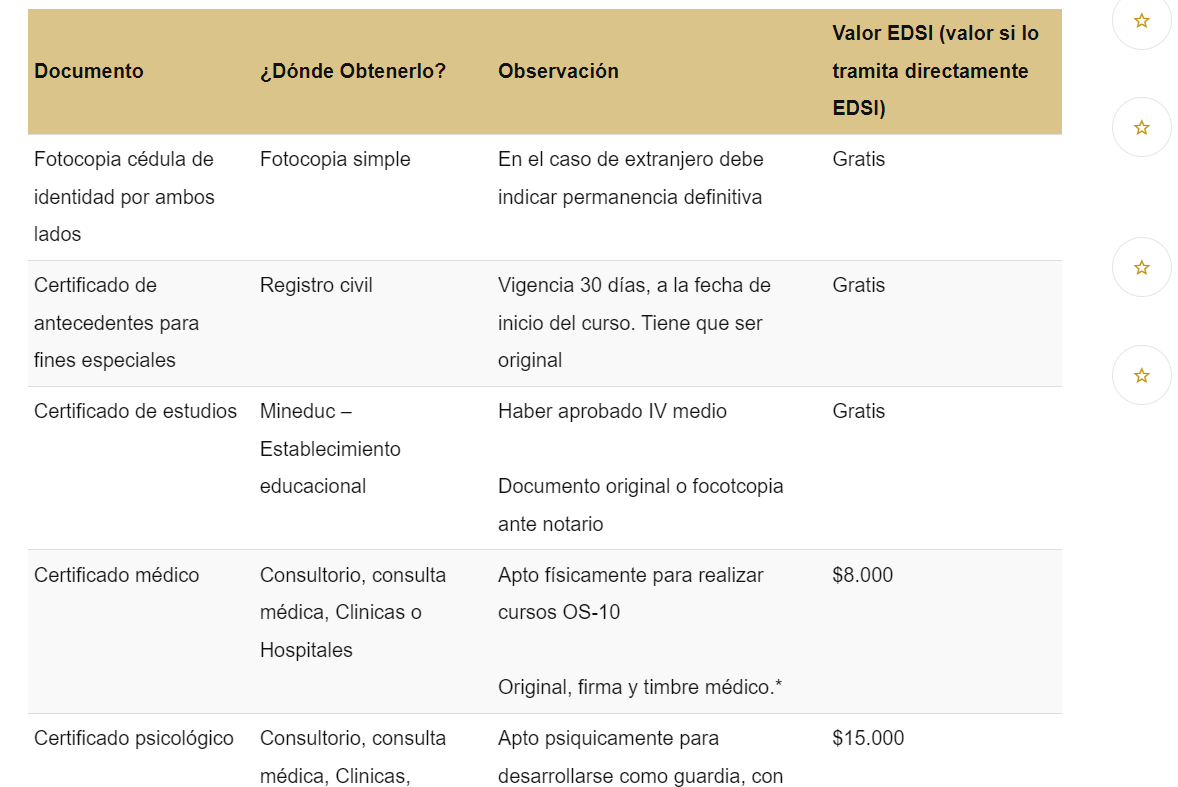 Documento
¿Dónde Obtenerlo?
Observación
Valor EDSI (valor si lo
tramita directamente
EDSI)
Fotocopia cédula de
identidad por ambos
lados
Fotocopia simple
En el caso de extranjero debe
indicar permanencia definitiva
Gratis
Certificado de
antecedentes para
fines especiales
Registro civil
Vigencia 30 días, a la fecha de
inicio del curso. Tiene que ser
original
Gratis
Certificado de estudios
Mineduc –
Establecimiento
educacional
Haber aprobado IV medio
Documento original o focotcopia
ante notario
Gratis
Certificado médico
Consultorio, consulta
médica, Clinicas o
Hospitales
Apto físicamente para realizar
cursos OS-10
Original, firma y timbre médico.*
$8.000
Certificado psicológico
Consultorio, consulta
médica, Clinicas,
Apto psiquicamente para
desarrollarse como guardia, con
$15.000